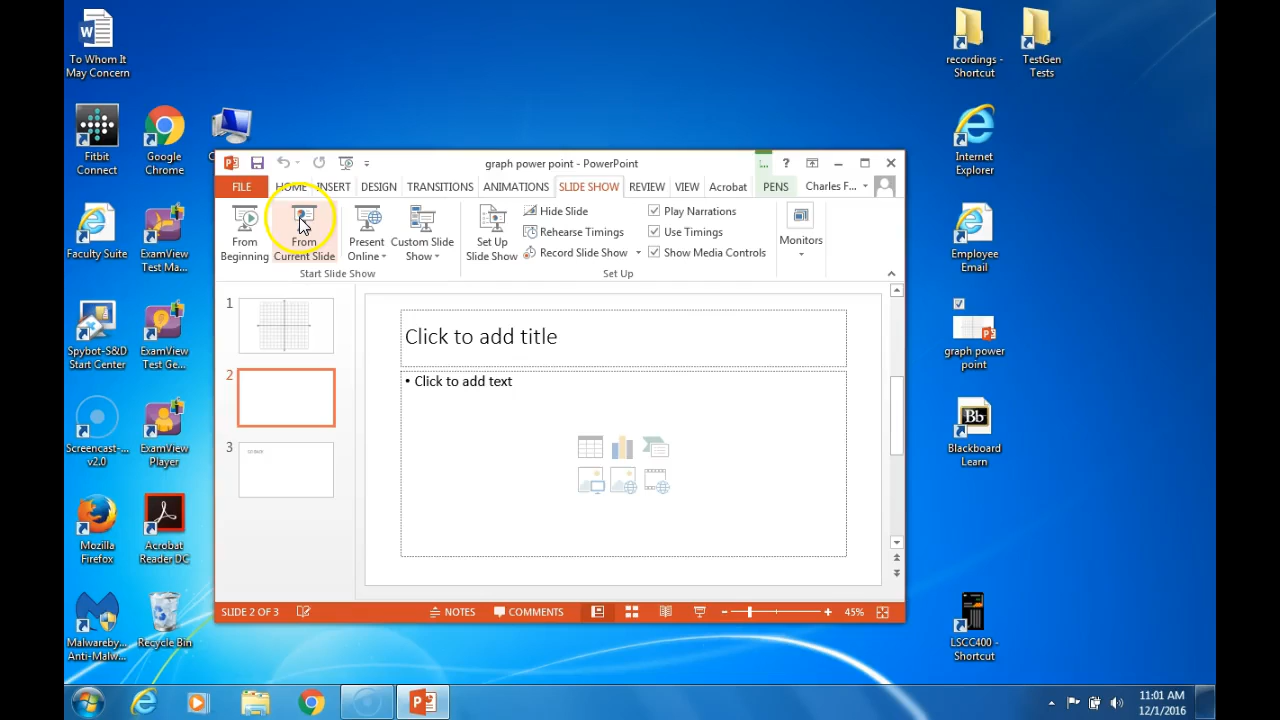 To Whom It
May Concern
Fitbit
Connect
Google
Chrome
Faculty Suite
ExamView
Test Ma...
Spybot-S&D
Start Center
ExamView
Test Ge...
Screencast-...
v2.0
ExamView
Player
Mozilla
Firefox
Acrobat
Reader DC
Malwareby...
Anti-Malw...
Recycle Bin
recordings -
Shortcut
TestGen
Tests
Internet
Explorer
Employee
Email
graph power
point
Bb
Blackboard
Learn
LSCC400 -
Shortcut
graph power point - PowerPoint
FILE HOME INSERT DESIGN TRANSITIONS ANIMATIONS SLIDE SHOW REVIEW VIEW Acrobat PENS Charles F...
From
Beginning
From
Current Slide
Present
Online
Custom Slide
Show
Set Up
Slide Show
Hide Slide
Rehearse Timings
Record Slide Show
Play Narrations
Use Timings
Show Media Controls
Monitors
Start Slide Show
Set Up
1
2
3
Click to add title
• Click to add text
SLIDE 2 OF 3
NOTES
COMMENTS
45%
11:01 AM
12/1/2016